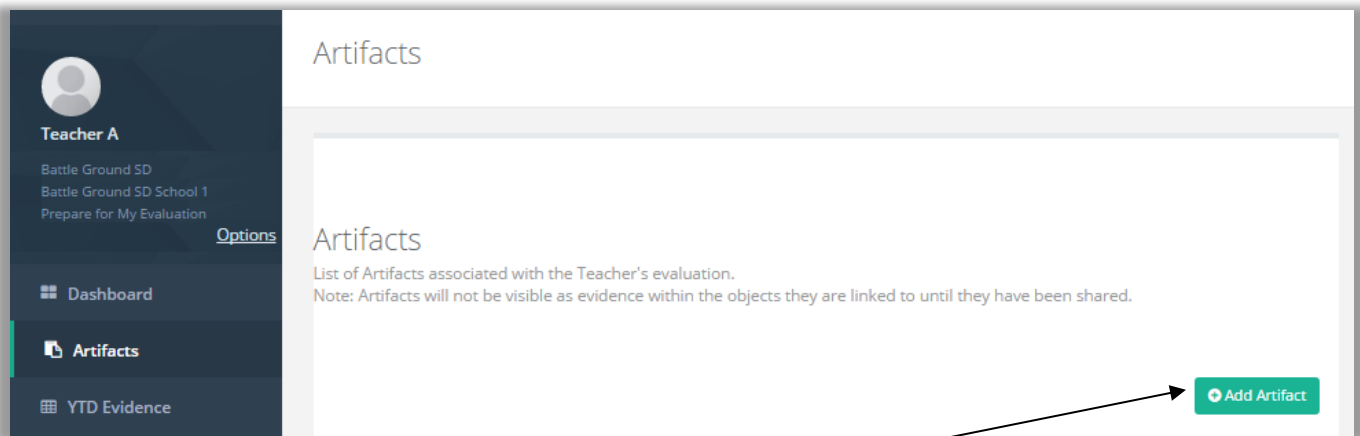 Teacher A
Battle Ground SD
Battle Ground SD School 1
Prepare for My Evaluation
Options
Dashboard
Artifacts
YTD Evidence
Artifacts
Artifacts
List of Artifacts associated with the Teacher's evaluation.
Note: Artifacts will not be visible as evidence within the objects they are linked to until they have been shared.
Add Artifact